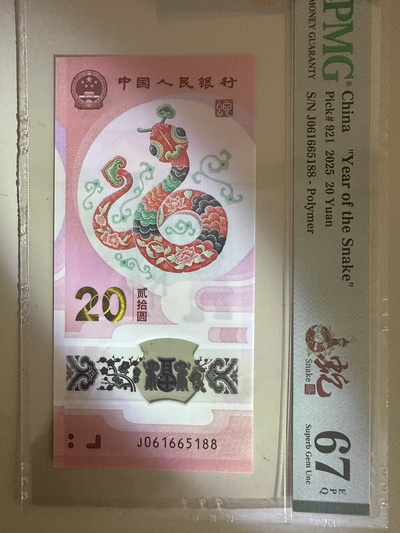 中国人民银行
20
贰拾圆
J061665188
PMG
MONEY GUARANTY
China
"Year of the Snake"
Pick# 921 2025 20 Yuan
S/N J061665188 - Polymer
蛇
Snake
67
EPQ
Superb Gem Unc